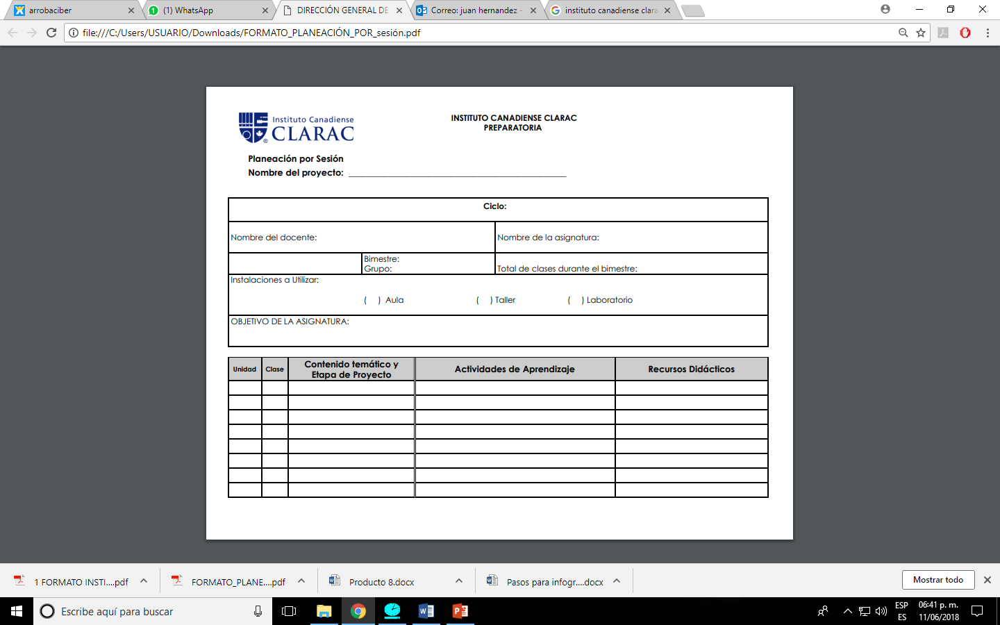 arrobaciber
(1) WhatsApp
DIRECCIÓN GENERAL DE
Correo: juan hernandez -
instituto canadiense clara
file:///C:/Users/USUARIO/Downloads/FORMATO_PLANEACIÓN_POR_sesión.pdf
Instituto Canadiense
CLARAC
®
INSTITUTO CANADIENSE CLARAC
PREPARATORIA
Planeación por Sesión
Nombre del proyecto: ______________________________________________
Ciclo:
Nombre del docente:
Nombre de la asignatura:
Bimestre:
Grupo:
Total de clases durante el bimestre:
Instalaciones a Utilizar:
( ) Aula ( ) Taller ( ) Laboratorio
OBJETIVO DE LA ASIGNATURA:
Unidad
Clase
Contenido temático y
Etapa de Proyecto
Actividades de Aprendizaje
Recursos Didácticos
1 FORMATO INSTI....pdf
FORMATO_PLANE....pdf
Producto 8.docx
Pasos para infogr....docx
Mostrar todo
Escribe aquí para buscar
ESP
ES
06:41 p. m.
11/06/2018